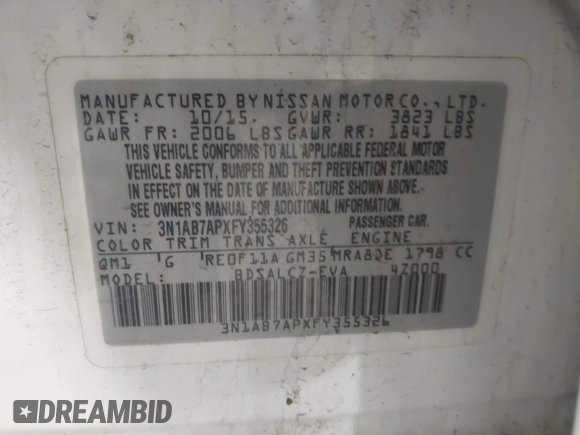 MANUFACTURED BY NISSAN MOTOR CO., LTD.
DATE: 10/15. GVWR: 3823 LBS
GAWR FR: 2006 LBS GAWR RR: 1841 LBS
THIS VEHICLE CONFORMS TO ALL APPLICABLE FEDERAL MOTOR
VEHICLE SAFETY, BUMPER AND THEFT PREVENTION STANDARDS
IN EFFECT ON THE DATE OF MANUFACTURE SHOWN ABOVE.
SEE OWNER'S MANUAL FOR ADDITIONAL INFORMATION.
VIN: 3N1AB7APXFY355326 PASSENGER CAR.
COLOR TRIM TRANS AXLE ENGINE
QM1 G RE0F11A GM35 MRA8DE 1798 CC
BDSALCZ-EVA 4Z000
3N1AB7APXFY355326
DREAMBID